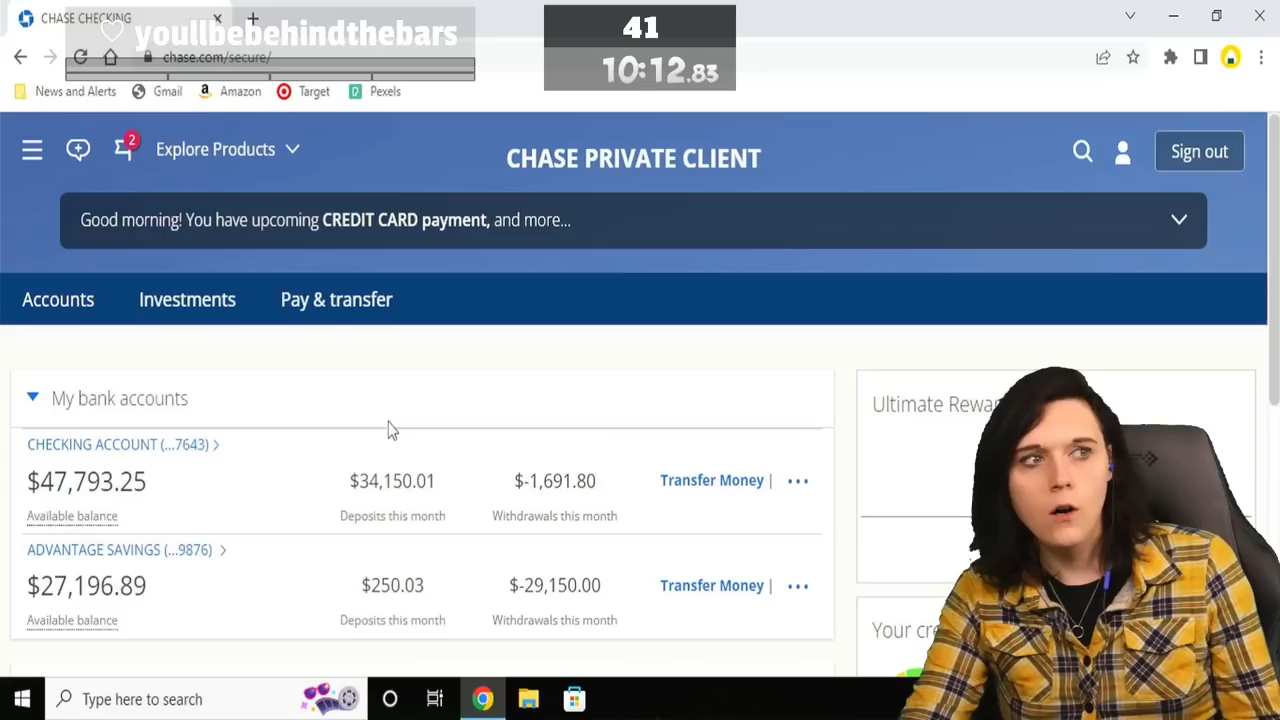 CHASE CHECKING
♡ youllbebehindthebars
41
10:12.83
chase.com/secure/
News and Alerts
Gmail
Amazon
Target
Pexels
2
Explore Products
CHASE PRIVATE CLIENT
Sign out
Good morning! You have upcoming CREDIT CARD payment, and more...
Accounts
Investments
Pay & transfer
My bank accounts
Ultimate Rewa
CHECKING ACCOUNT (...7643) >
$47,793.25
$34,150.01
$-1,691.80
Transfer Money | ...
Available balance
Deposits this month
Withdrawals this month
ADVANTAGE SAVINGS (...9876) >
$27,196.89
$250.03
$-29,150.00
Transfer Money | ...
Available balance
Deposits this month
Withdrawals this month
Your cre
Type here to search